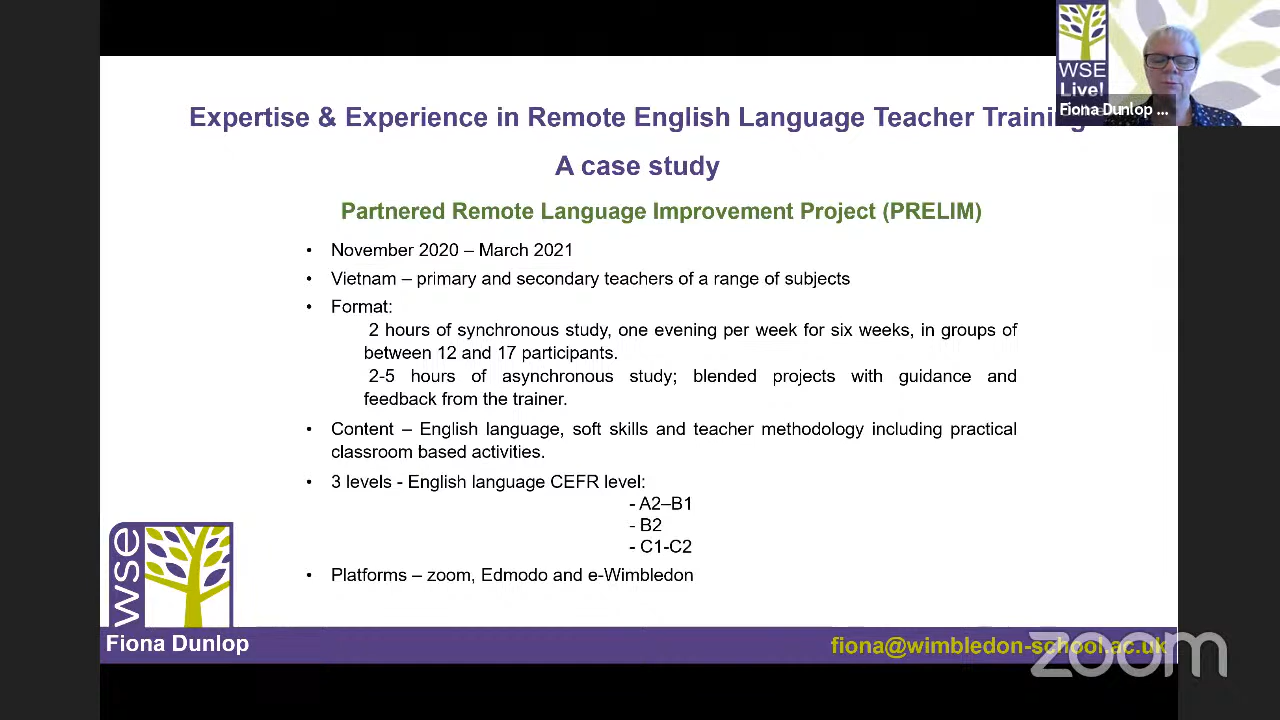 WSE
Live!
Fiona Dunlop ...
Expertise & Experience in Remote English Language Teacher Training
A case study
Partnered Remote Language Improvement Project (PRELIM)
• November 2020 – March 2021
• Vietnam – primary and secondary teachers of a range of subjects
• Format:
2 hours of synchronous study, one evening per week for six weeks, in groups of
between 12 and 17 participants.
2-5 hours of asynchronous study; blended projects with guidance and
feedback from the trainer.
• Content – English language, soft skills and teacher methodology including practical
classroom based activities.
• 3 levels - English language CEFR level:
- A2–B1
- B2
- C1-C2
• Platforms – zoom, Edmodo and e-Wimbledon
wse
Fiona Dunlop
fiona@wimbledon-school.ac.uk
zoom